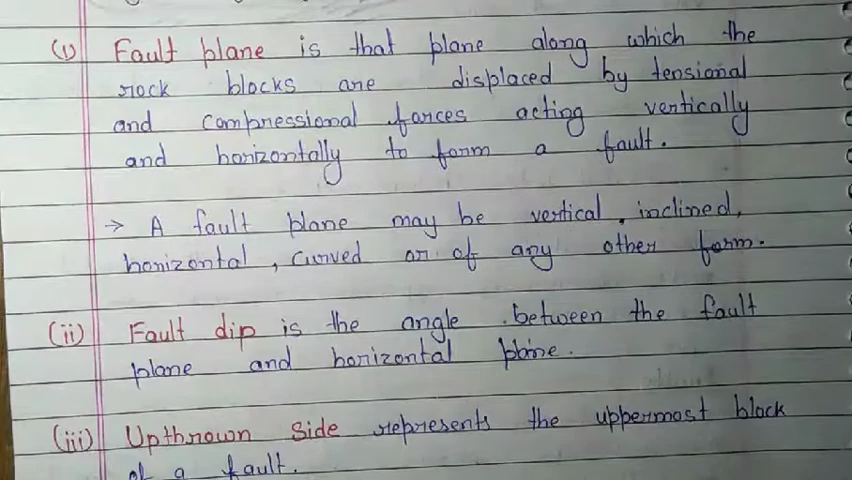 (i) Fault plane is that plane along which the
rock blocks are displaced by tensional
and compressional forces acting vertically
and horizontally to form a fault.
→ A fault plane may be vertical, inclined,
horizontal, curved or of any other form.
(ii) Fault dip is the angle between the fault
plane and horizontal plane.
(iii) Upthrown side represents the uppermost block
of a fault.